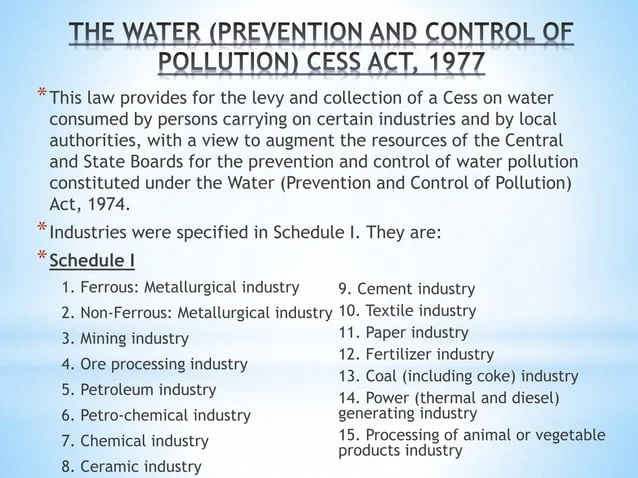 THE WATER (PREVENTION AND CONTROL OF
POLLUTION) CESS ACT, 1977
* This law provides for the levy and collection of a Cess on water
consumed by persons carrying on certain industries and by local
authorities, with a view to augment the resources of the Central
and State Boards for the prevention and control of water pollution
constituted under the Water (Prevention and Control of Pollution)
Act, 1974.
* Industries were specified in Schedule I. They are:
* Schedule I
1. Ferrous: Metallurgical industry
2. Non-Ferrous: Metallurgical industry
3. Mining industry
4. Ore processing industry
5. Petroleum industry
6. Petro-chemical industry
7. Chemical industry
8. Ceramic industry
9. Cement industry
10. Textile industry
11. Paper industry
12. Fertilizer industry
13. Coal (including coke) industry
14. Power (thermal and diesel)
generating industry
15. Processing of animal or vegetable
products industry